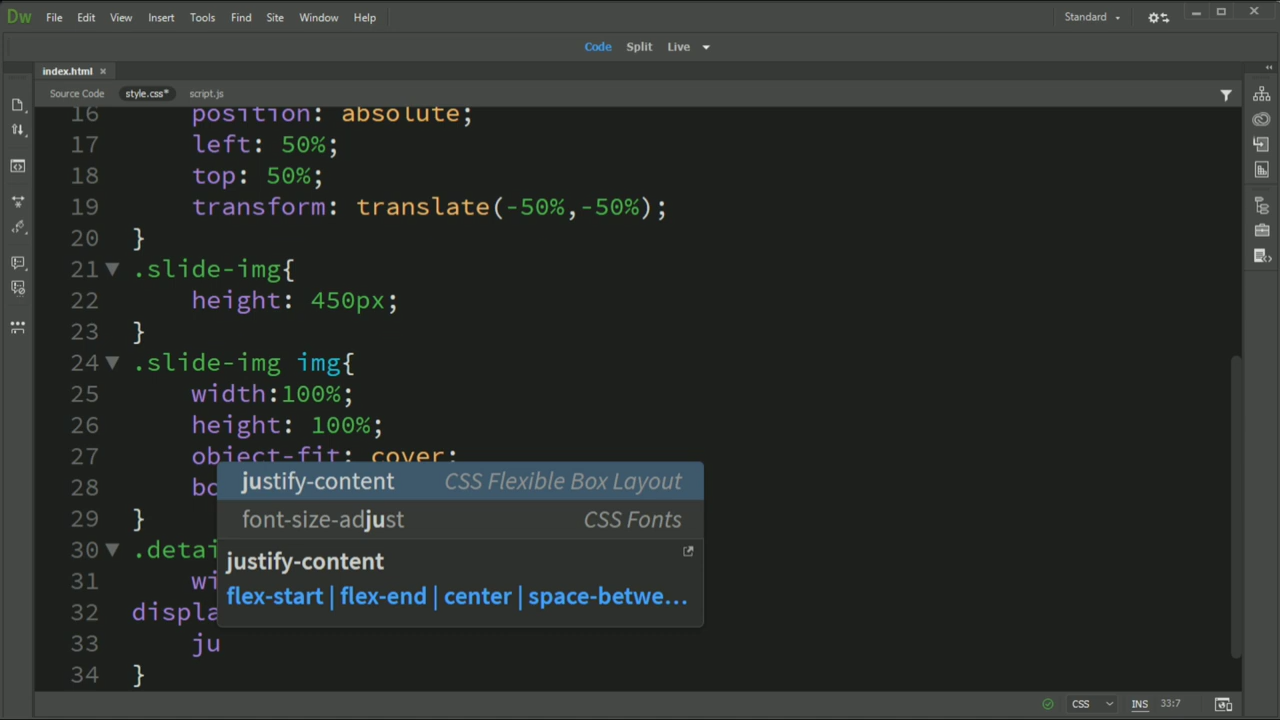 Dw File Edit View Insert Tools Find Site Window Help Standard
Code Split Live
index.html ×
Source Code style.css* script.js
16 position: absolute;
17 left: 50%;
18 top: 50%;
19 transform: translate(-50%,-50%);
20 }
21 .slide-img{
22 height: 450px;
23 }
24 .slide-img img{
25 width:100%;
26 height: 100%;
27 object-fit: cover;
28 bo
justify-content CSS Flexible Box Layout
29 }
font-size-adjust CSS Fonts
30 .detai
justify-content
31 wi
flex-start | flex-end | center | space-betwe...
32 displa
33 ju
34 }
CSS INS 33:7